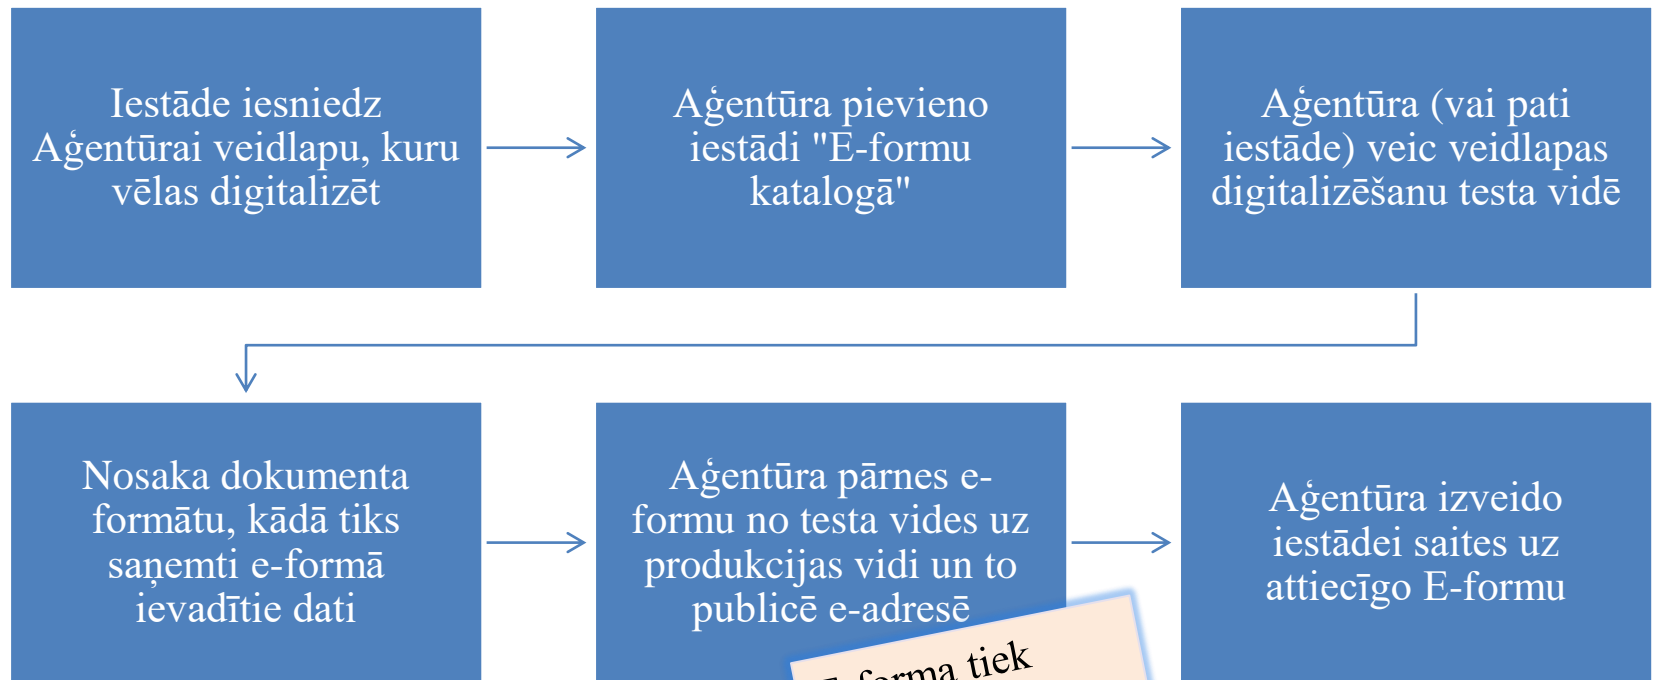 Iestāde iesniedz
Aģentūrai veidlapu, kuru
vēlas digitalizēt
Aģentūra pievieno
iestādi "E-formu
katalogā"
Aģentūra (vai pati
iestāde) veic veidlapas
digitalizēšanu testa vidē
Nosaka dokumenta
formātu, kādā tiks
saņemti e-formā
ievadītie dati
Aģentūra pārnes e-
formu no testa vides uz
produkcijas vidi un to
publicē e-adresē
Aģentūra izveido
iestādei saites uz
attiecīgo E-formu
E-forma tiek